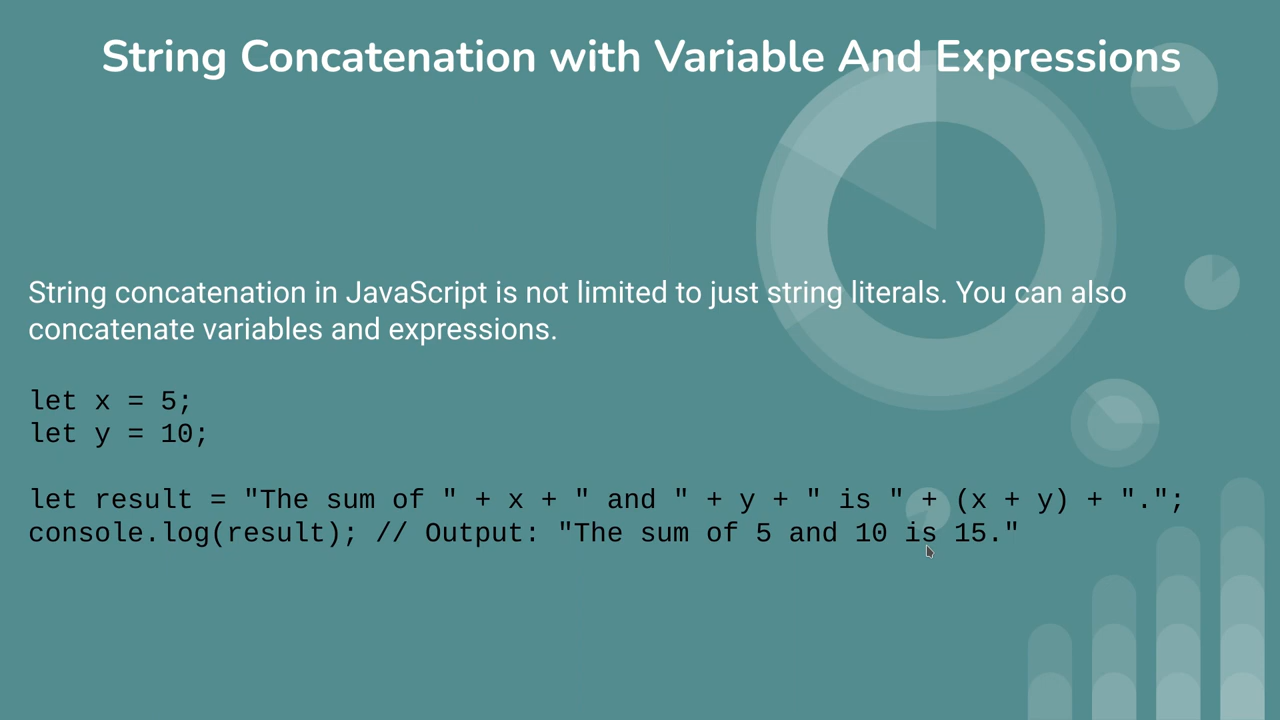 String Concatenation with Variable And Expressions
String concatenation in JavaScript is not limited to just string literals. You can also
concatenate variables and expressions.
let x = 5;
let y = 10;
let result = "The sum of " + x + " and " + y + " is " + (x + y) + ".";
console.log(result); // Output: "The sum of 5 and 10 is 15."